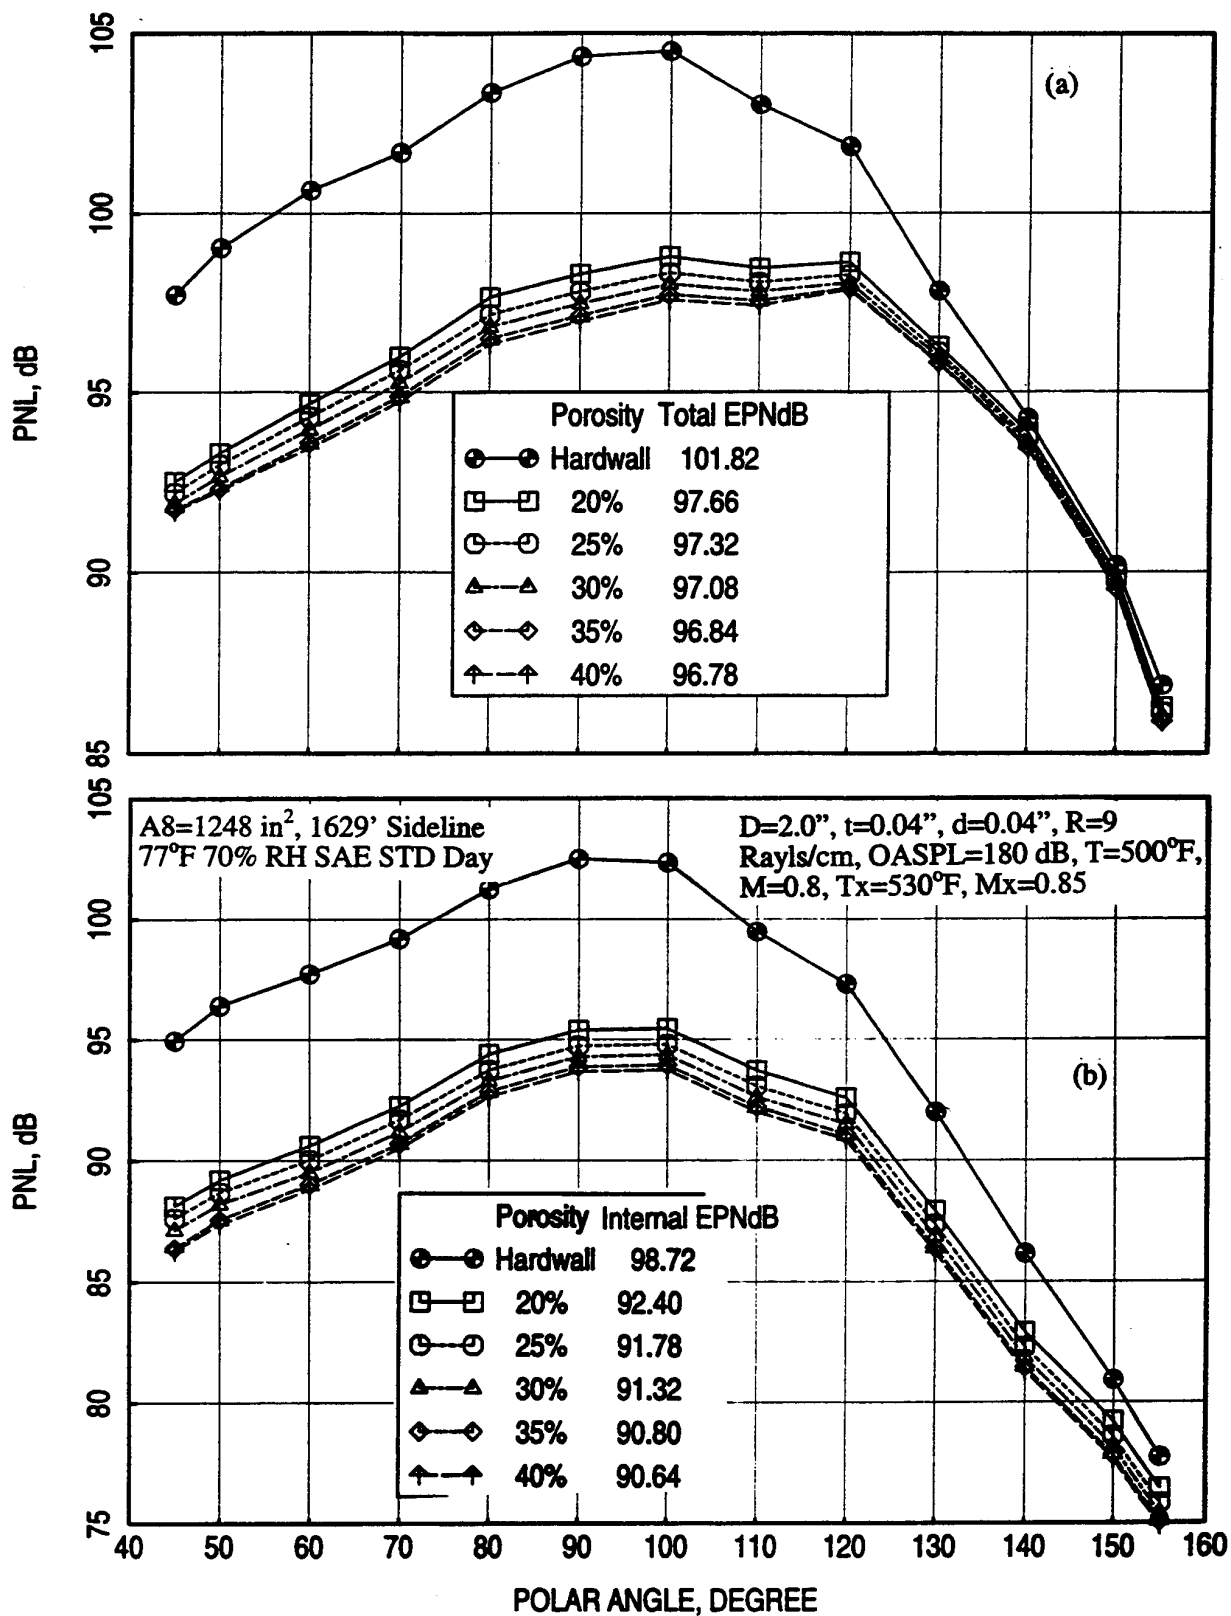 105
100
95
90
85
PNL, dB
(a)
Porosity Total EPNdB
Hardwall 101.82
20% 97.66
25% 97.32
30% 97.08
35% 96.84
40% 96.78
105
100
95
90
85
80
75
PNL, dB
A8=1248 in², 1629' Sideline
77°F 70% RH SAE STD Day
D=2.0", t=0.04", d=0.04", R=9
Rayls/cm, OASPL=180 dB, T=500°F,
M=0.8, Tx=530°F, Mx=0.85
(b)
Porosity Internal EPNdB
Hardwall 98.72
20% 92.40
25% 91.78
30% 91.32
35% 90.80
40% 90.64
40 50 60 70 80 90 100 110 120 130 140 150 160
POLAR ANGLE, DEGREE